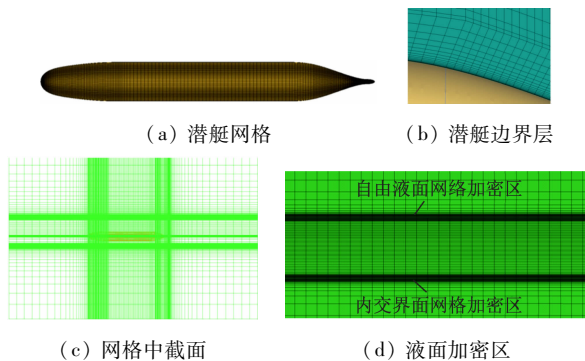 (a) 潜艇网格
(b) 潜艇边界层
自由液面网络加密区
内交界面网格加密区
(c) 网格中截面
(d) 液面加密区